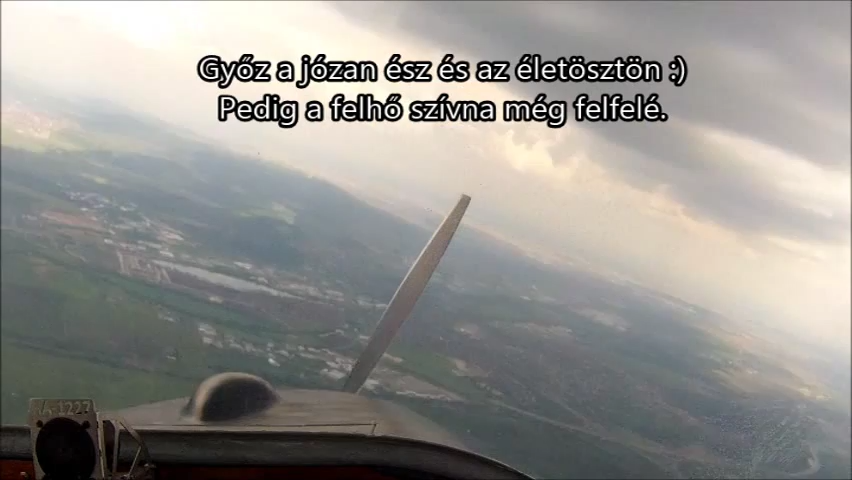 Győz a józan ész és az életösztön :)
Pedig a felhő szívna még felfelé.